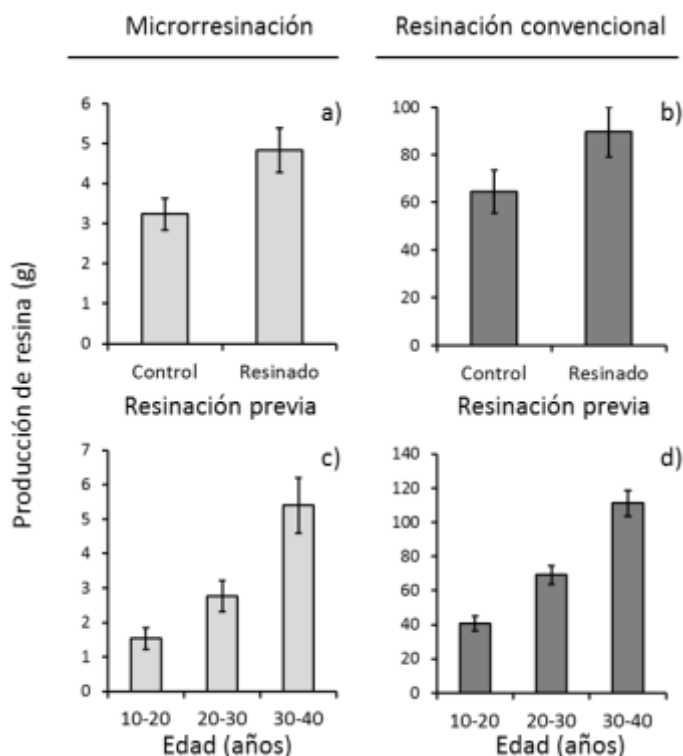 Microrresinación
Resinación convencional
Producción de resina (g)
a)
6
5
4
3
2
1
0
Control Resinado
Resinación previa
b)
100
80
60
40
20
0
Control Resinado
Resinación previa
c)
7
6
5
4
3
2
1
0
10-20 20-30 30-40
Edad (años)
d)
140
120
100
80
60
40
20
0
10-20 20-30 30-40
Edad (años)